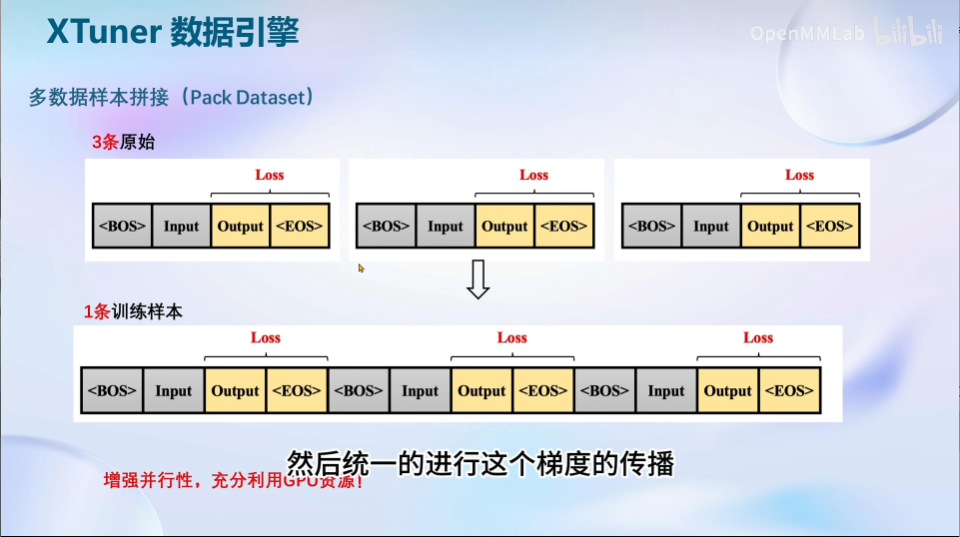 XTuner 数据引擎
OpenMMLab bilibili
多数据样本拼接（Pack Dataset）
3条原始
Loss Loss Loss
<BOS> Input Output <EOS> <BOS> Input Output <EOS> <BOS> Input Output <EOS>
1条训练样本
Loss Loss Loss
<BOS> Input Output <EOS> <BOS> Input Output <EOS> <BOS> Input Output <EOS>
然后统一的进行这个梯度的传播
增强并行性，充分利用GPU资源！